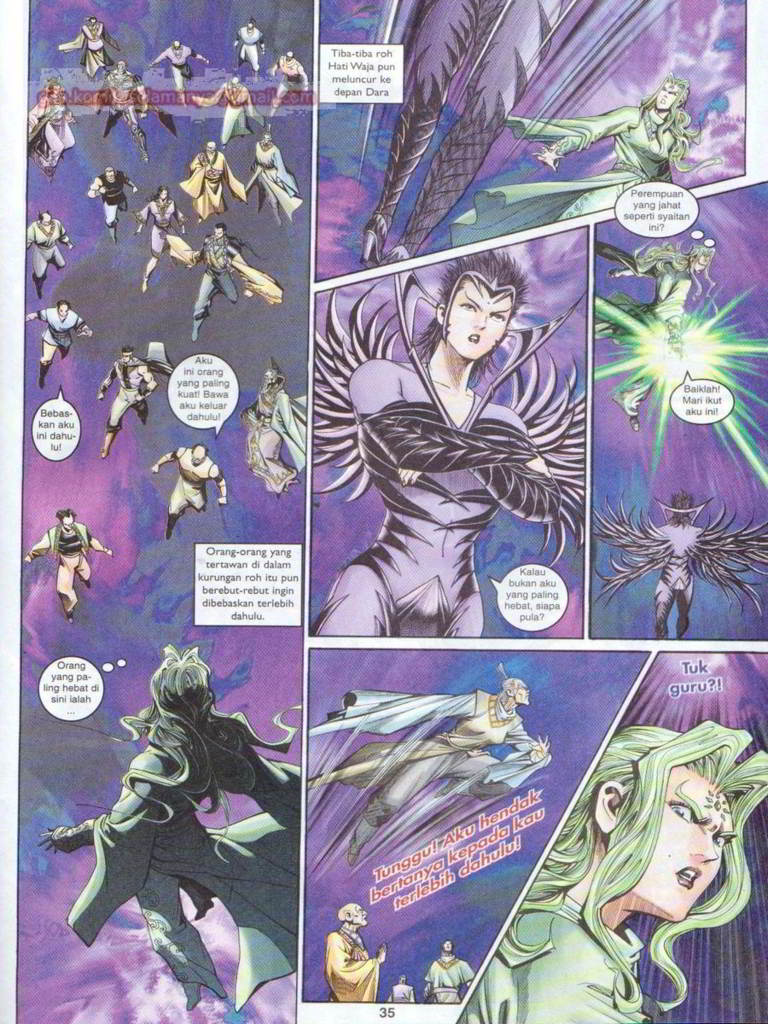 Bebas-
kan aku
ini dahu-
lu!
Aku
ini orang
yang paling
kuat! Bawa
aku keluar
dahulu!
Orang-orang yang
tertawan di dalam
kurungan roh itu pun
berebut-rebut ingin
dibebaskan terlebih
dahulu.
Orang
yang pa-
ling hebat di
sini ialah
...
Tiba-tiba roh
Hati Waja pun
meluncur ke
depan Dara
Perempuan
yang jahat
seperti syaitan
ini?
Kalau
bukan aku
yang paling
hebat, siapa
pula?
Baiklah!
Mari ikut
aku ini!
Tunggu! Aku hendak
bertanya kepada kau
terlebih dahulu!
Tuk
guru?!
35